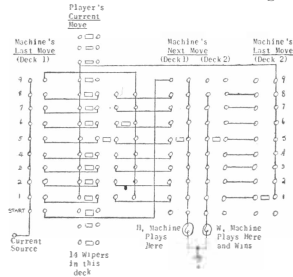 Player's
Current
Move
Machine's
Last Move
(Deck 1)
Machine's
Next Move
(Deck 1)
(Deck 2)
Machine's
Last Move
(Deck 2)
9
8
7
6
5
4
3
2
1
START
9
8
7
6
5
4
3
2
1
Current
Source
14 Wipers
in this
deck
H, Machine
Plays
Here
W, Machine
Plays Here
and Wins